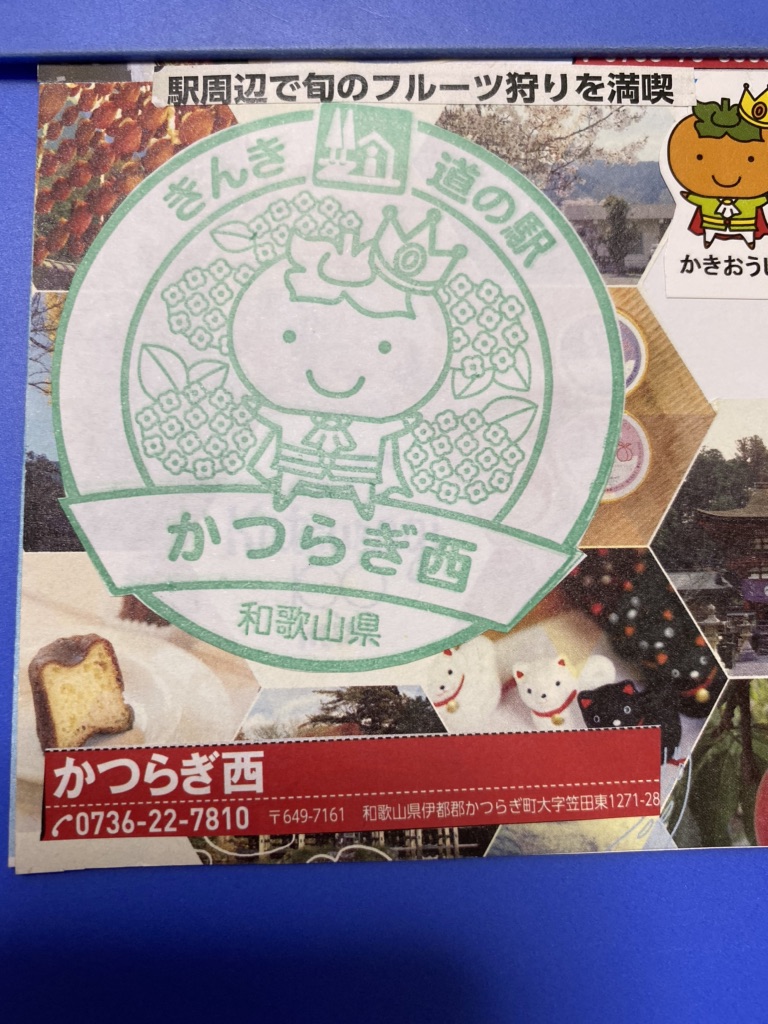 駅周辺で旬のフルーツ狩りを満喫
きんき 道の駅
かきおう
かつらぎ西
和歌山県
かつらぎ西
0736-22-7810 〒649-7161 和歌山県伊都郡かつらぎ町大字笠田東1271-28